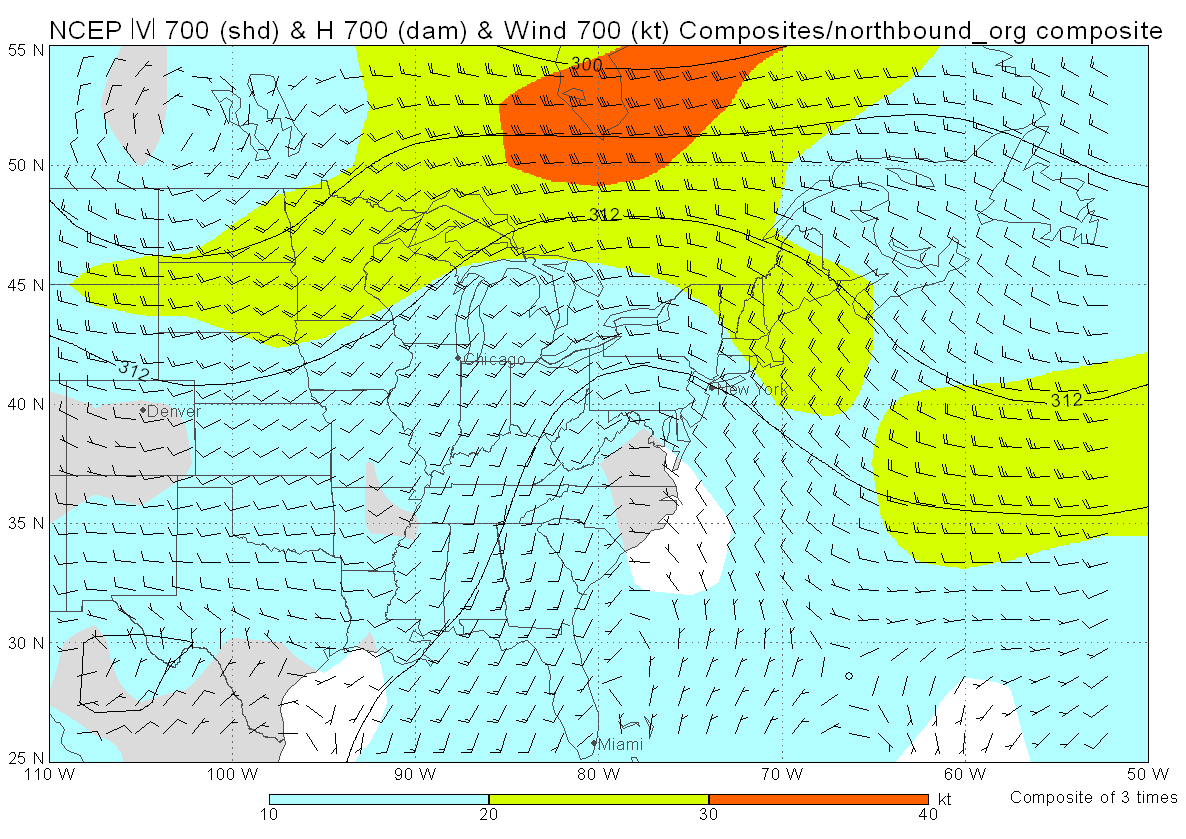 NCEP |V| 700 (shd) & H 700 (dam) & Wind 700 (kt) Composites/northbound_org composite
55 N
300
50 N
312
45 N
Chicago
312
New York
312
40 N
Denver
35 N
30 N
Miami
25 N
110 W 100 W 90 W 80 W 70 W 60 W 50 W
kt Composite of 3 times
10 20 30 40